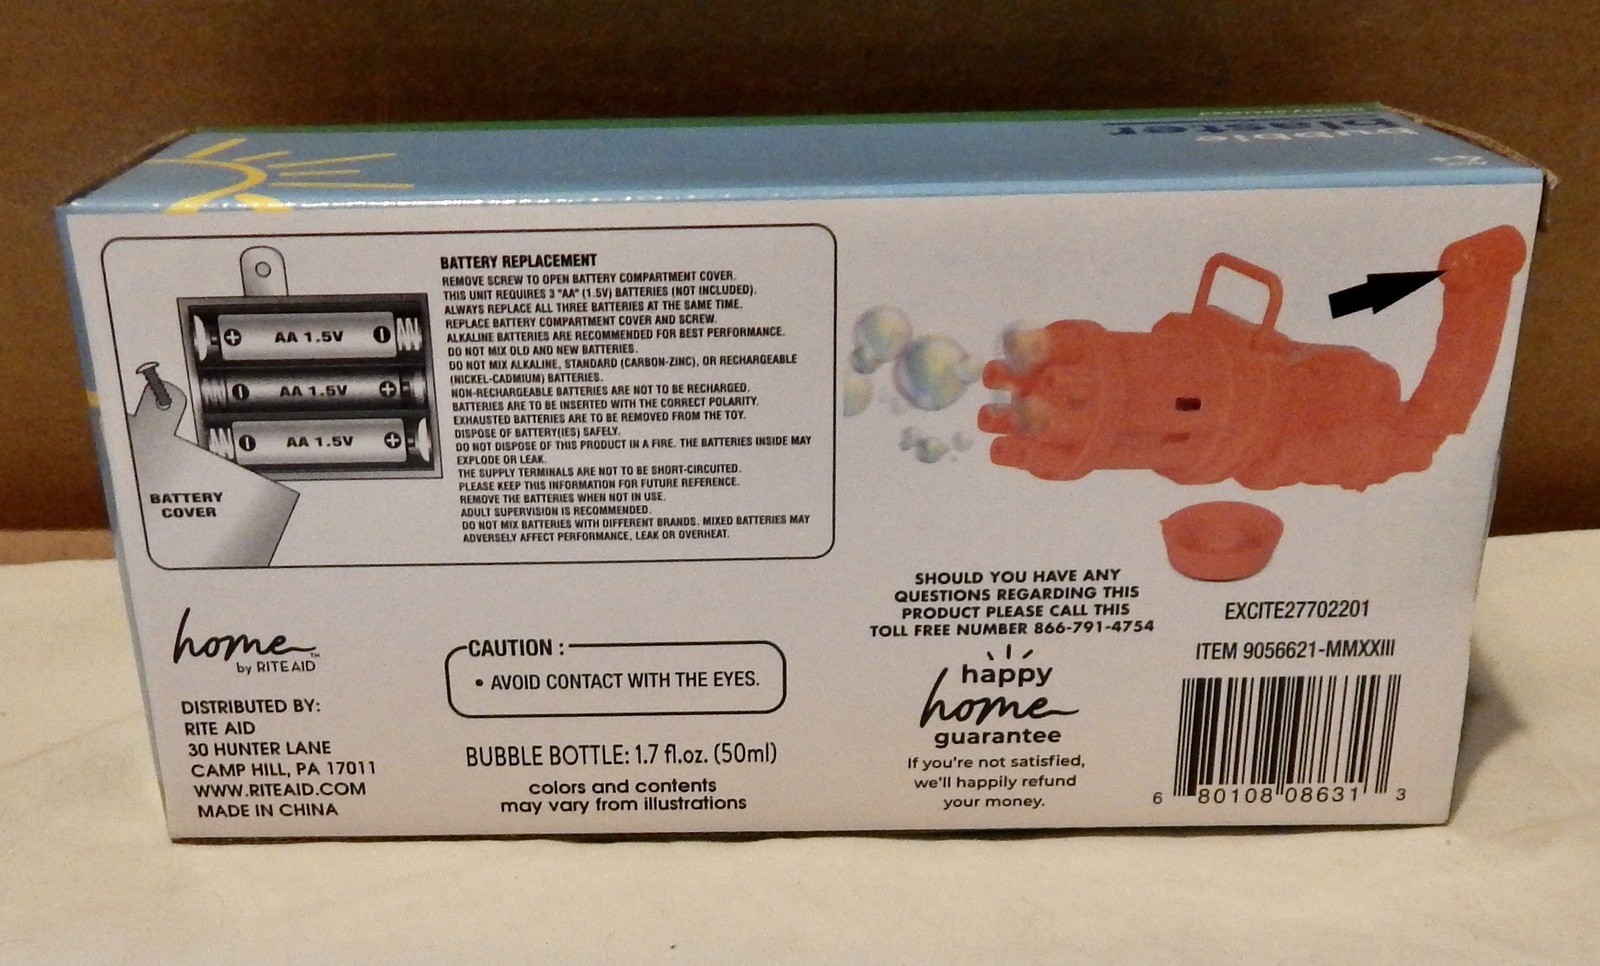 bubble
blaster
BATTERY REPLACEMENT
REMOVE SCREW TO OPEN BATTERY COMPARTMENT COVER.
THIS UNIT REQUIRES 3 "AA" (1.5V) BATTERIES (NOT INCLUDED).
ALWAYS REPLACE ALL THREE BATTERIES AT THE SAME TIME.
REPLACE BATTERY COMPARTMENT COVER AND SCREW.
ALKALINE BATTERIES ARE RECOMMENDED FOR BEST PERFORMANCE.
DO NOT MIX OLD AND NEW BATTERIES.
DO NOT MIX ALKALINE, STANDARD (CARBON-ZINC), OR RECHARGEABLE
(NICKEL-CADMIUM) BATTERIES.
NON-RECHARGEABLE BATTERIES ARE NOT TO BE RECHARGED.
BATTERIES ARE TO BE INSERTED WITH THE CORRECT POLARITY.
EXHAUSTED BATTERIES ARE TO BE REMOVED FROM THE TOY.
DISPOSE OF BATTERY(IES) SAFELY.
DO NOT DISPOSE OF THIS PRODUCT IN A FIRE. THE BATTERIES INSIDE MAY
EXPLODE OR LEAK.
THE SUPPLY TERMINALS ARE NOT TO BE SHORT-CIRCUITED.
PLEASE KEEP THIS INFORMATION FOR FUTURE REFERENCE.
REMOVE THE BATTERIES WHEN NOT IN USE.
ADULT SUPERVISION IS RECOMMENDED.
DO NOT MIX BATTERIES WITH DIFFERENT BRANDS. MIXED BATTERIES MAY
ADVERSELY AFFECT PERFORMANCE, LEAK OR OVERHEAT.
+ AA 1.5V
AA 1.5V +
AA 1.5V +
BATTERY
COVER
home™
by RITE AID
DISTRIBUTED BY:
RITE AID
30 HUNTER LANE
CAMP HILL, PA 17011
WWW.RITEAID.COM
MADE IN CHINA
CAUTION :
• AVOID CONTACT WITH THE EYES.
BUBBLE BOTTLE: 1.7 fl.oz. (50ml)
colors and contents
may vary from illustrations
SHOULD YOU HAVE ANY
QUESTIONS REGARDING THIS
PRODUCT PLEASE CALL THIS
TOLL FREE NUMBER 866-791-4754
happy
home
guarantee
If you're not satisfied,
we'll happily refund
your money.
EXCITE27702201
ITEM 9056621-MMXXIII
6 80108 08631 3